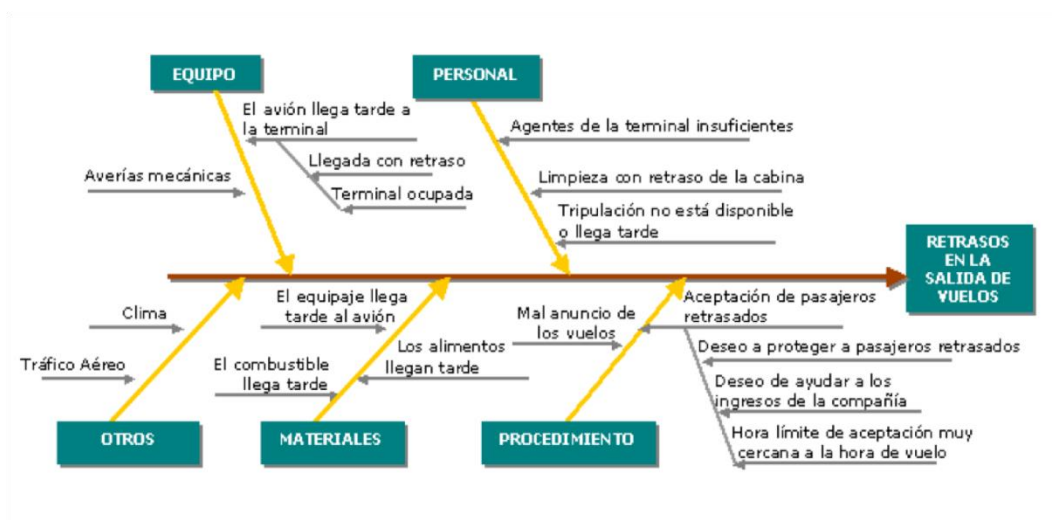 EQUIPO
PERSONAL
El avión llega tarde a
la terminal
Agentes de la terminal insuficientes
Llegada con retraso
Averías mecánicas
Limpieza con retraso de la cabina
Terminal ocupada
Tripulación no está disponible
o llega tarde
RETRASOS
EN LA
SALIDA DE
VUELOS
El equipaje llega
tarde al avión
Aceptación de pasajeros
retrasados
Clima
Mal anuncio de
los vuelos
Los alimentos
llegan tarde
Deseo a proteger a pasajeros retrasados
Tráfico Aéreo
El combustible
llega tarde
Deseo de ayudar a los
ingresos de la compañía
Hora límite de aceptación muy
cercana a la hora de vuelo
OTROS
MATERIALES
PROCEDIMIENTO